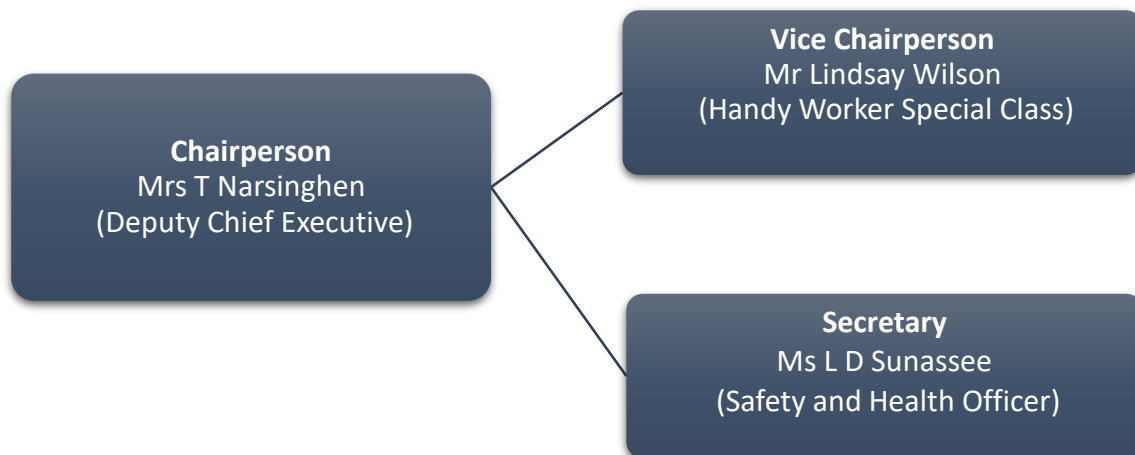 Chairperson
Mrs T Narsinghen
(Deputy Chief Executive)
Vice Chairperson
Mr Lindsay Wilson
(Handy Worker Special Class)
Secretary
Ms L D Sunassee
(Safety and Health Officer)